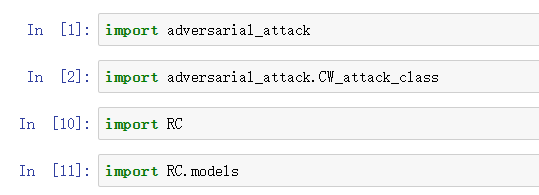 In [1]: import adversarial_attack
In [2]: import adversarial_attack.CW_attack_class
In [10]: import RC
In [11]: import RC.models